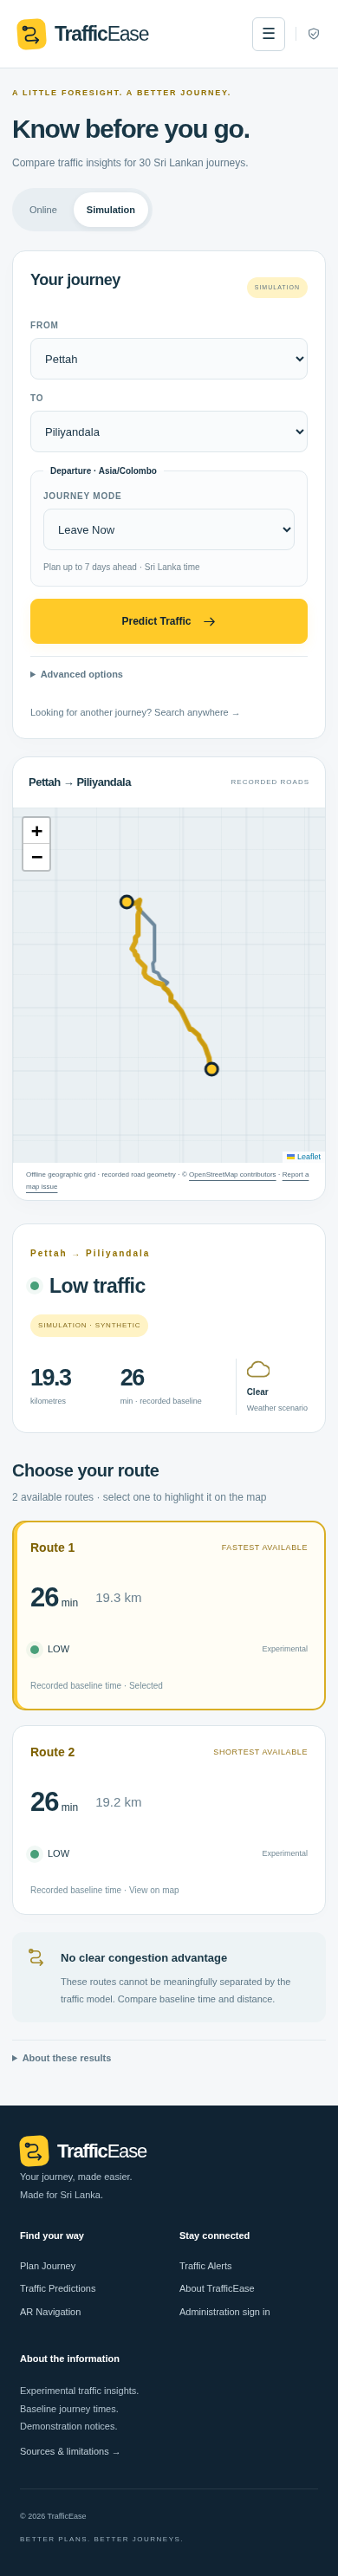 TrafficEase
☰
A LITTLE FORESIGHT. A BETTER JOURNEY.
Know before you go.
Compare traffic insights for 30 Sri Lankan journeys.
Online
Simulation
Your journey
SIMULATION
FROM
Pettah
TO
Piliyandala
Departure · Asia/Colombo
JOURNEY MODE
Leave Now
Plan up to 7 days ahead · Sri Lanka time
Predict Traffic →
▶ Advanced options
Looking for another journey? Search anywhere →
Pettah → Piliyandala
RECORDED ROADS
+
−
Leaflet
Offline geographic grid · recorded road geometry · © OpenStreetMap contributors · Report a
map issue
Pettah → Piliyandala
Low traffic
SIMULATION · SYNTHETIC
19.3
kilometres
26
min · recorded baseline
Clear
Weather scenario
Choose your route
2 available routes · select one to highlight it on the map
Route 1
FASTEST AVAILABLE
26 min 19.3 km
LOW
Experimental
Recorded baseline time · Selected
Route 2
SHORTEST AVAILABLE
26 min 19.2 km
LOW
Experimental
Recorded baseline time · View on map
No clear congestion advantage
These routes cannot be meaningfully separated by the
traffic model. Compare baseline time and distance.
▶ About these results
TrafficEase
Your journey, made easier.
Made for Sri Lanka.
Find your way
Plan Journey
Traffic Predictions
AR Navigation
Stay connected
Traffic Alerts
About TrafficEase
Administration sign in
About the information
Experimental traffic insights.
Baseline journey times.
Demonstration notices.
Sources & limitations →
© 2026 TrafficEase
BETTER PLANS. BETTER JOURNEYS.